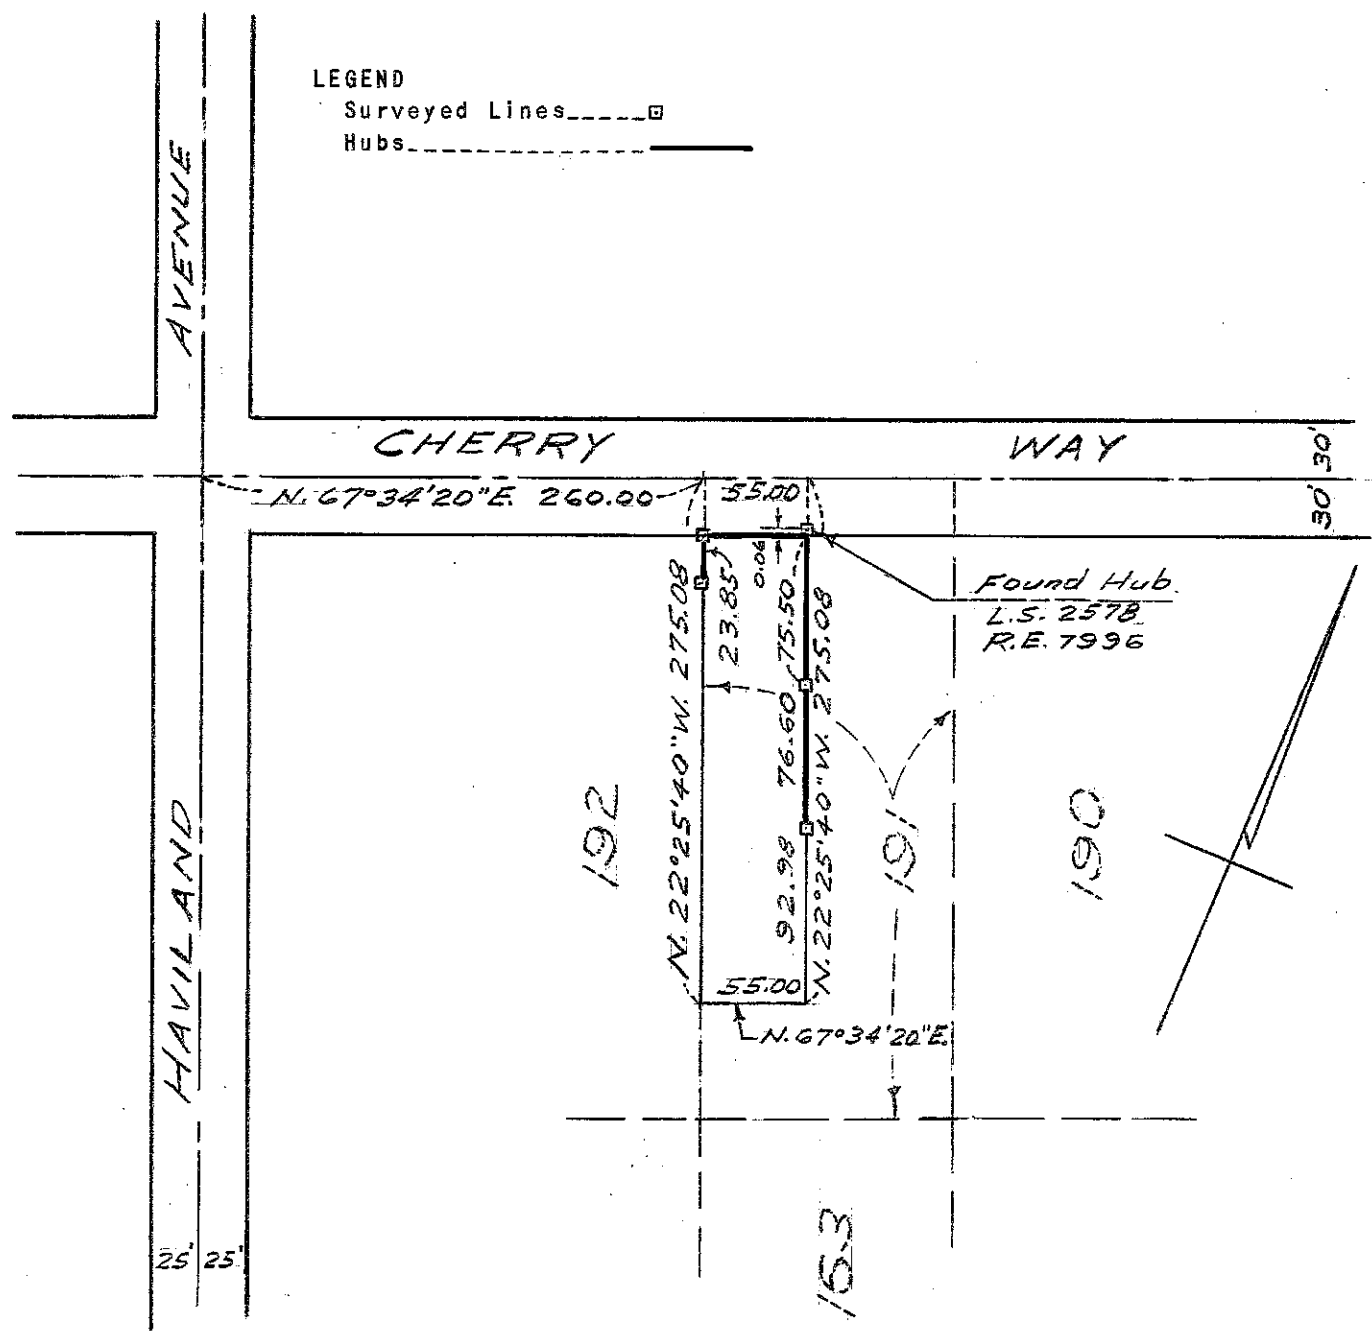 LEGEND
Surveyed Lines_____
Hubs______________
AVENUE
CHERRY WAY
30'
30'
N. 67°34'20"E. 260.00
55.00
0.06
Found Hub
L.S. 2578
R.E. 7996
N. 22°25'40"W. 275.08
23.85
75.50
76.60
92.98
N. 22°25'40"W. 275.08
192
191
190
HAVILAND
55.00
N. 67°34'20"E.
153
25' 25'